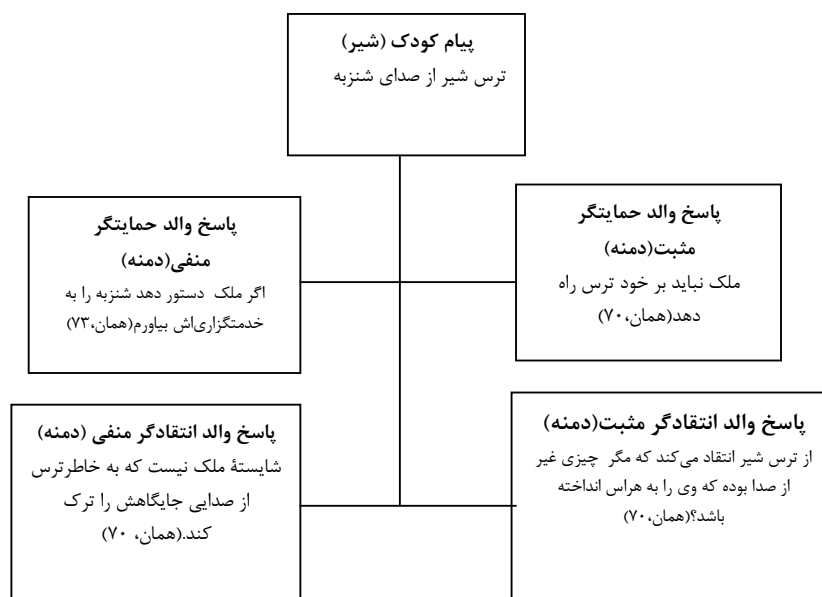 پیام کودک (شیر)
ترس شیر از صدای شنزبه
پاسخ والد حمایتگر
مثبت(دمنه)
ملک نباید بر خود ترس راه
دهد(همان،۷۰)
پاسخ والد حمایتگر
منفی(دمنه)
اگر ملک دستور دهد شنزبه را به
خدمتگزاری‌اش بیاورم(همان،۷۳)
پاسخ والد انتقادگر مثبت(دمنه)
از ترس شیر انتقاد می‌کند که مگر چیزی غیر
از صدا بوده که وی را به هراس انداخته
باشد؟(همان،۷۰)
پاسخ والد انتقادگر منفی (دمنه)
شایستهٔ ملک نیست که به خاطرترس
از صدایی جایگاهش را ترک
کند.(همان، ۷۰)